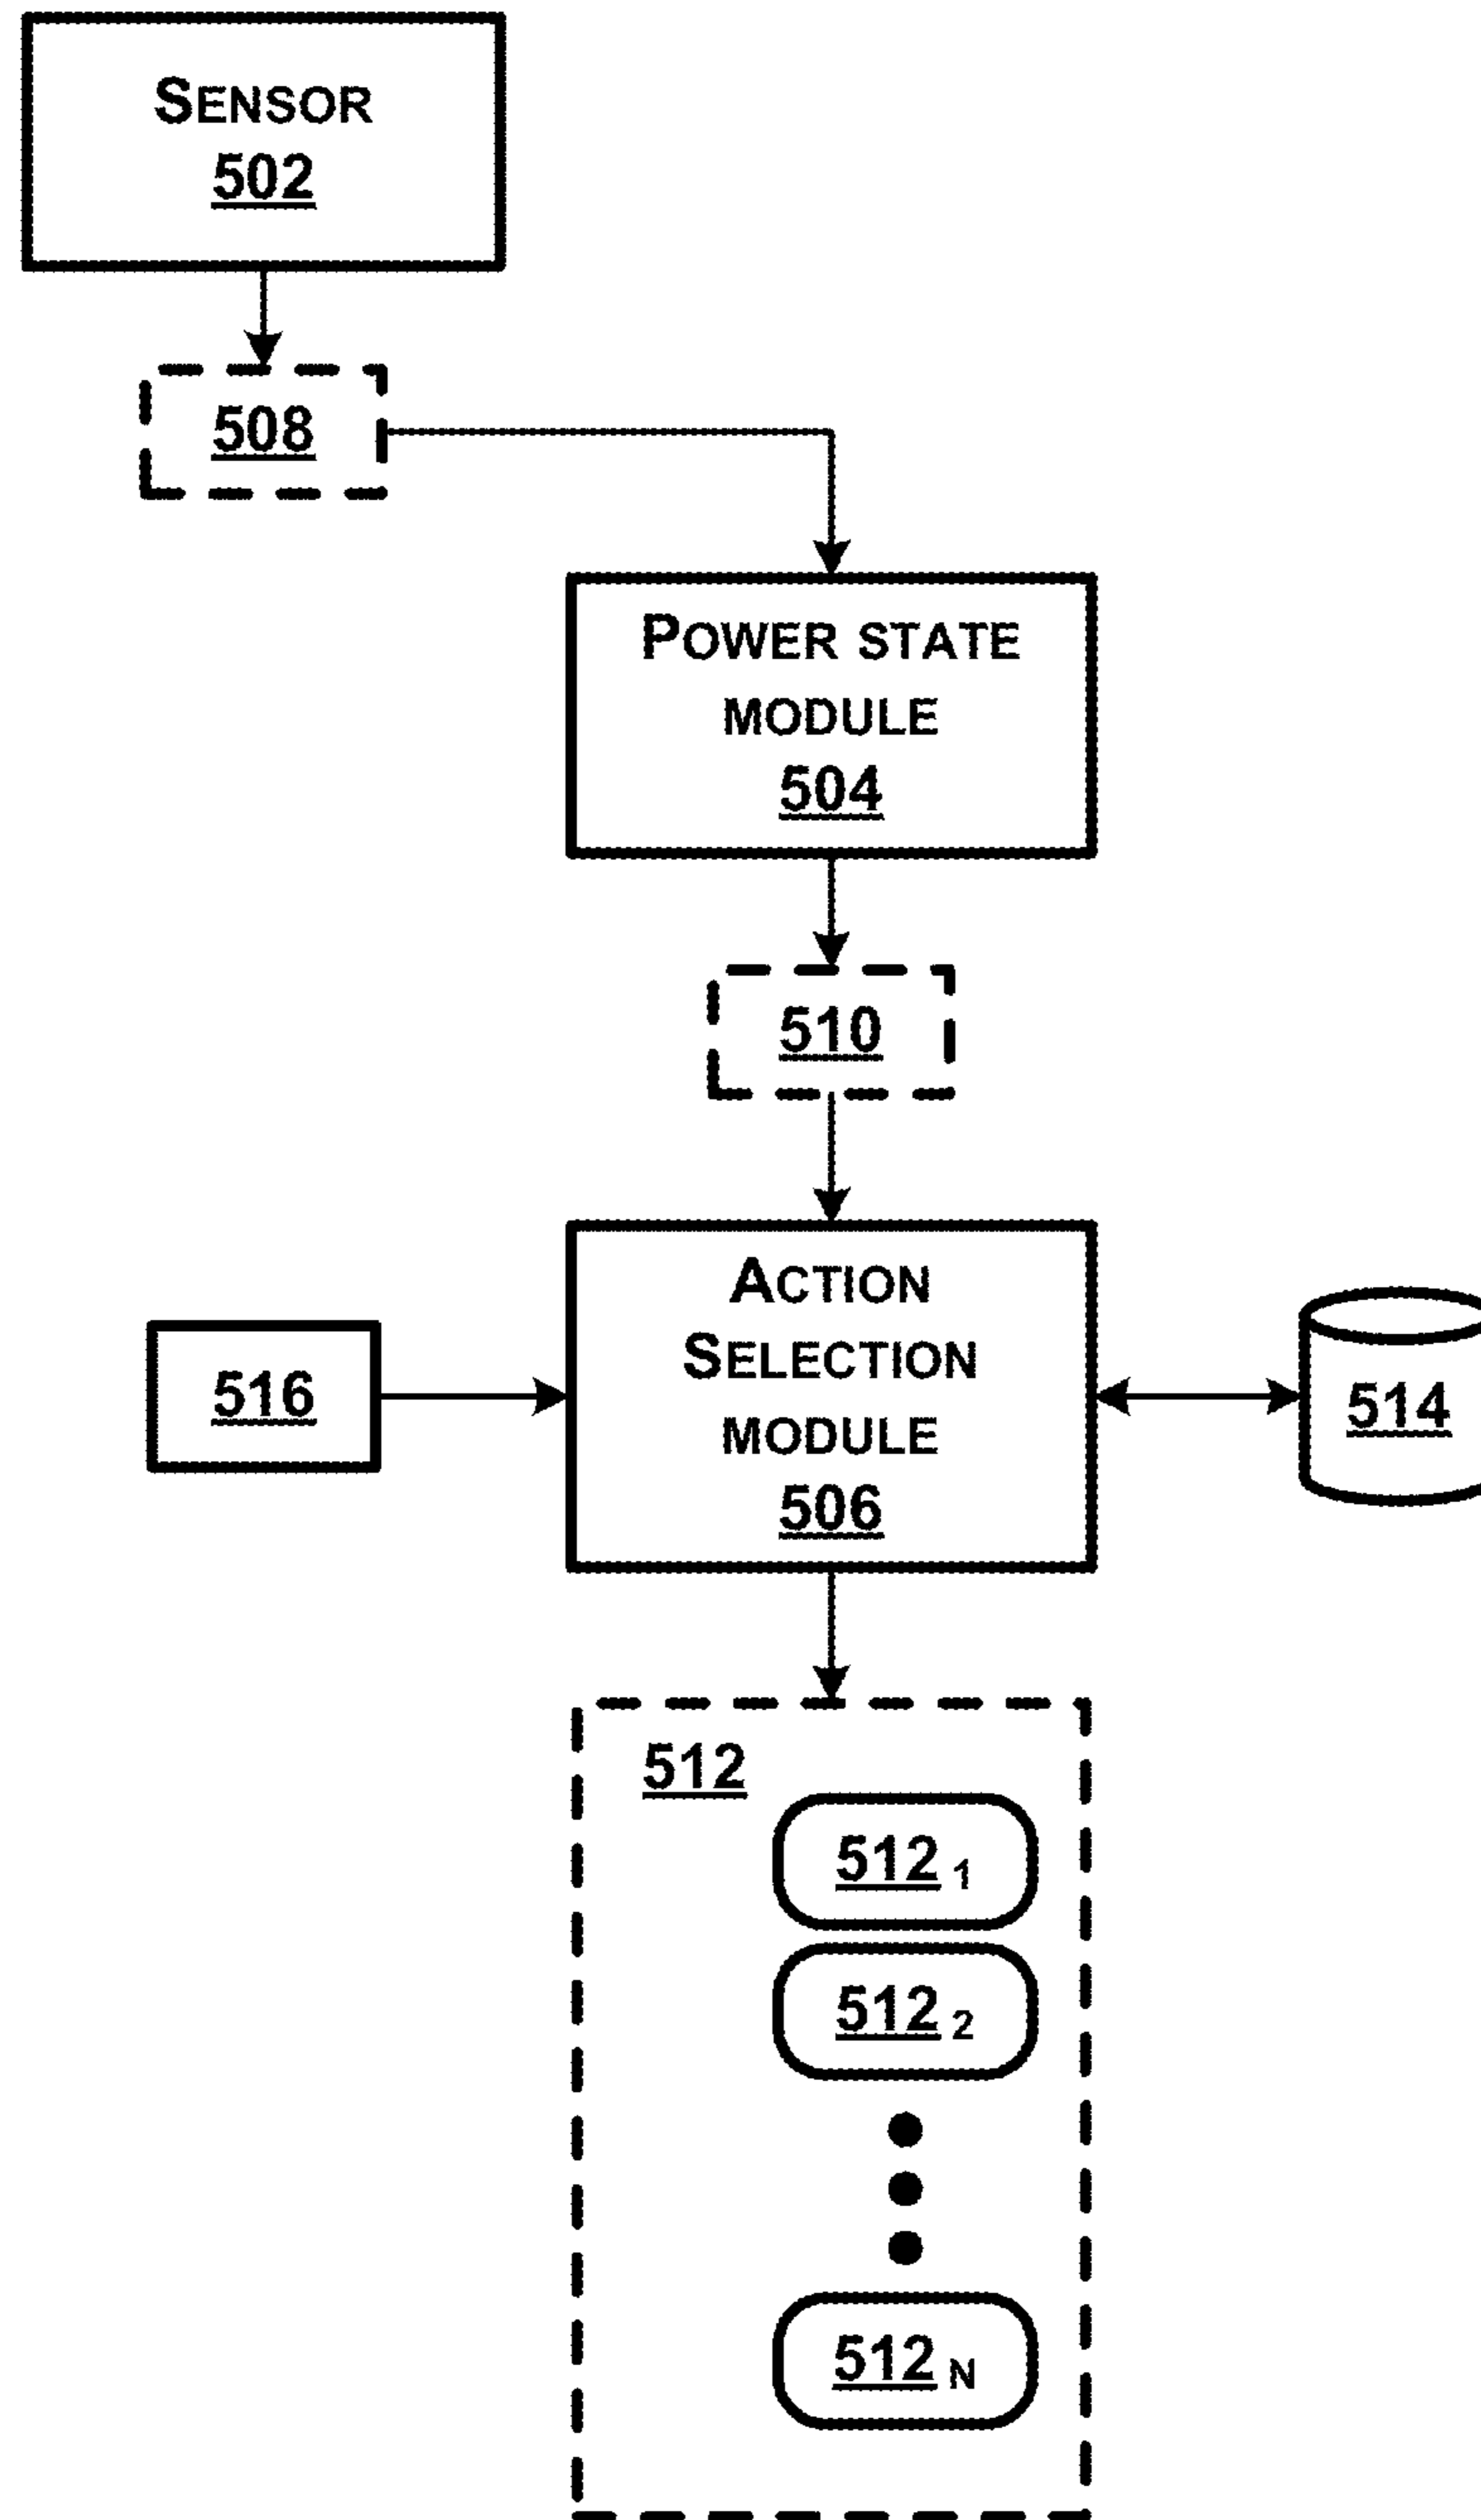 SENSOR
502
508
POWER STATE
MODULE
504
510
ACTION
SELECTION
MODULE
506
516
514
512
512 1
512 2
512 N